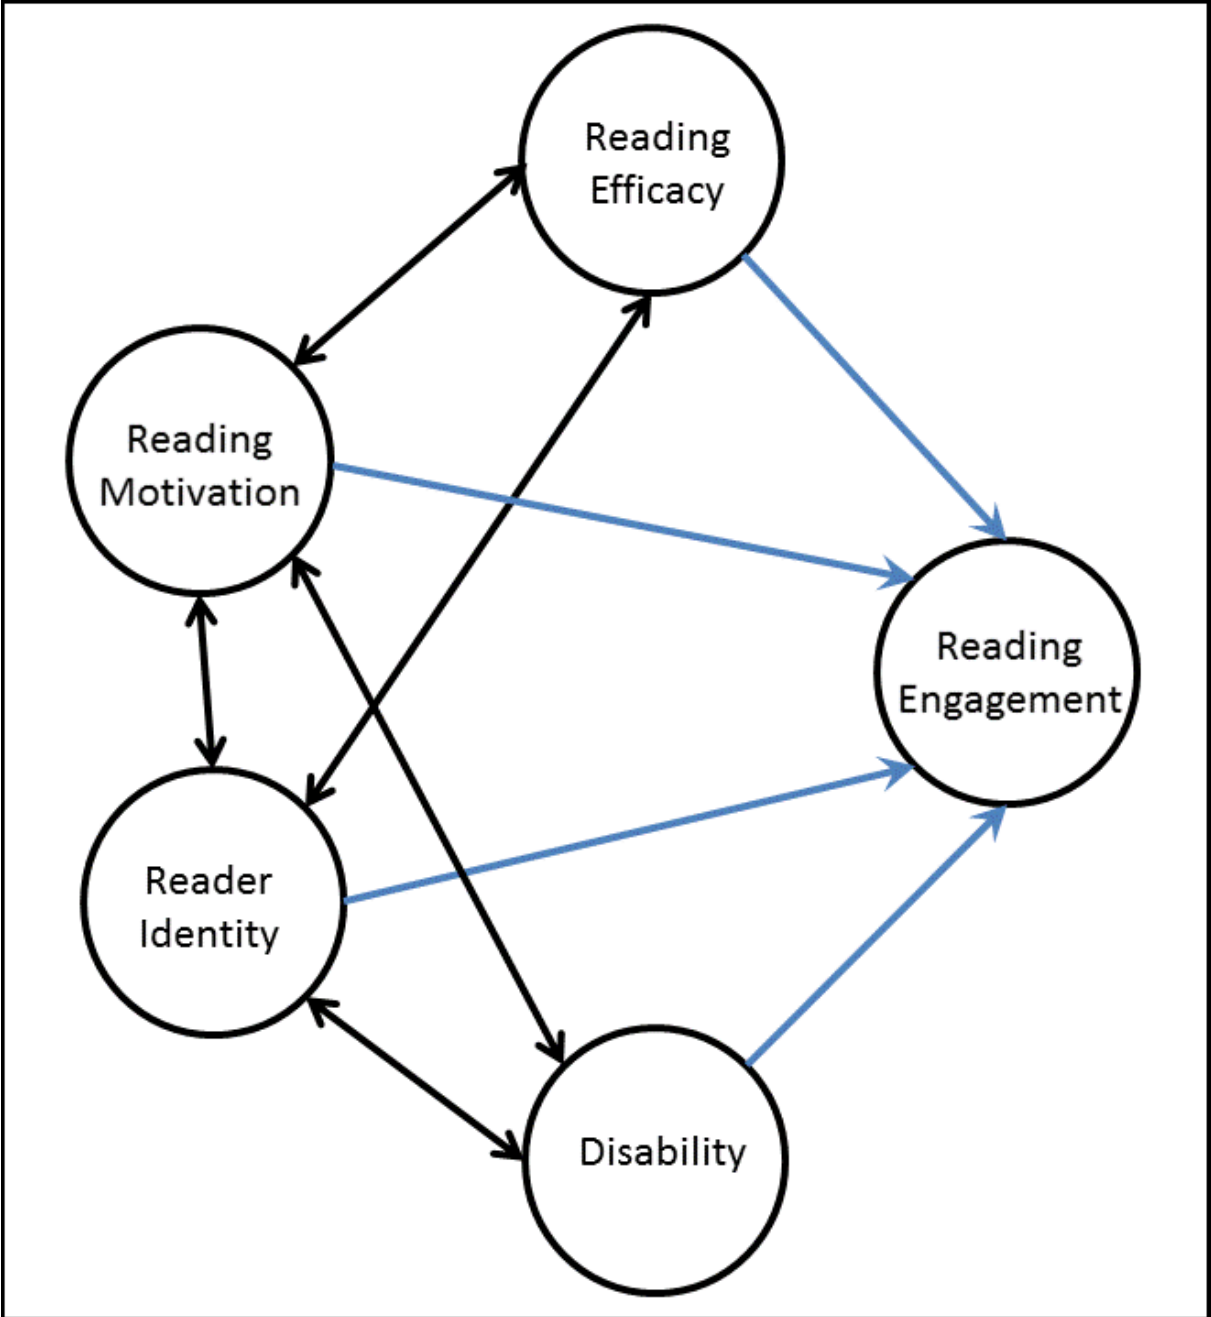 Reading
Efficacy
Reading
Motivation
Reading
Engagement
Reader
Identity
Disability